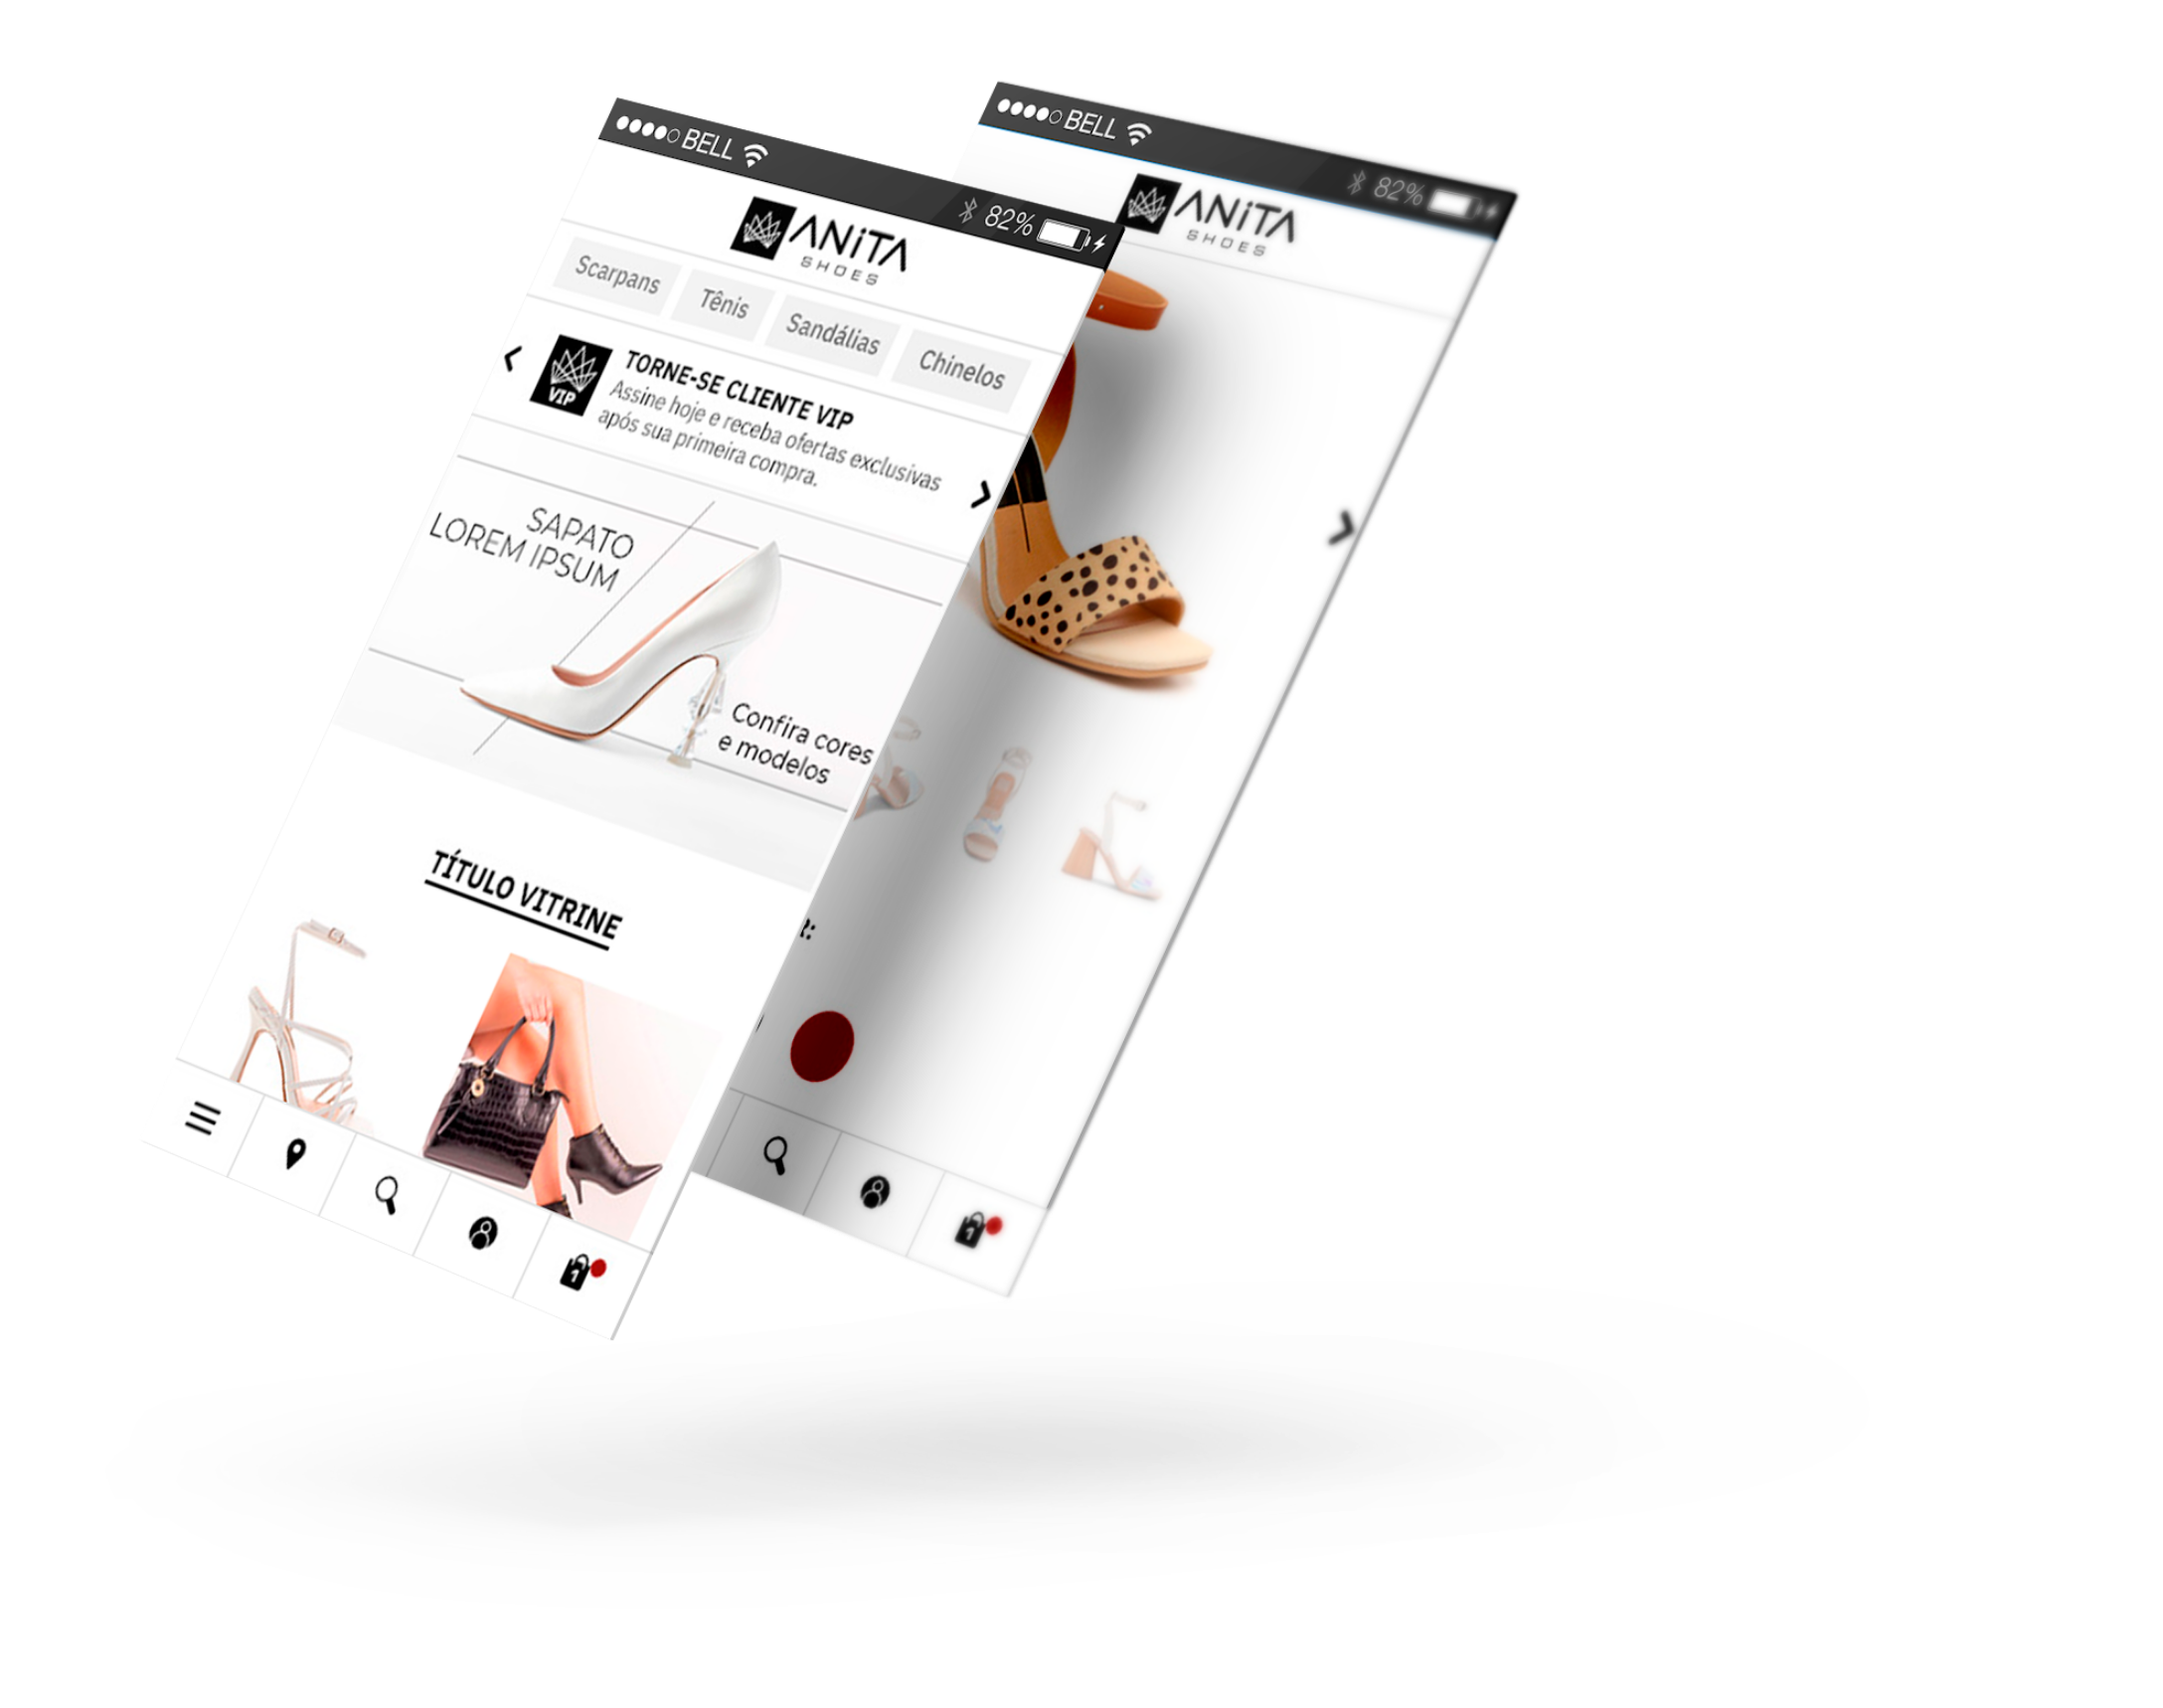 BELL
82%
ANiTA
SHOES
Scarpans
Tênis
Sandálias
Chinelos
VIP
TORNE-SE CLIENTE VIP
Assine hoje e receba ofertas exclusivas
após sua primeira compra.
SAPATO
LOREM IPSUM
Confira cores
e modelos
TÍTULO VITRINE
1
BELL
82%
ANiTA
SHOES
1